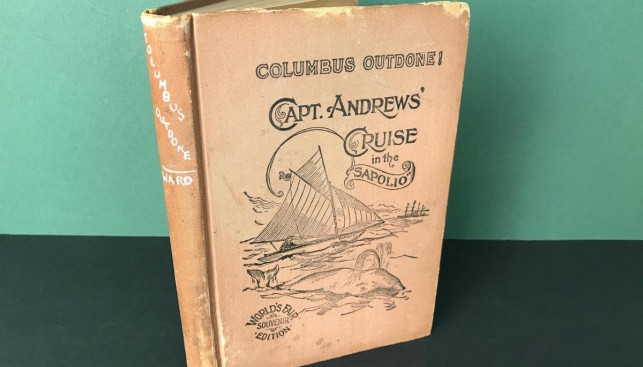 COLUMBUS OUTDONE
WARD
COLUMBUS OUTDONE!
CAPT. ANDREWS'
CRUISE
in the
"SAPOLIO"
WORLD'S FAIR
SOUVENIR
EDITION